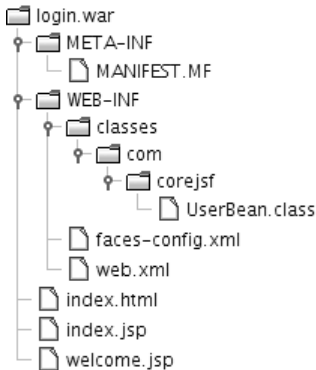 login.war
META-INF
MANIFEST.MF
WEB-INF
classes
com
corejsf
UserBean.class
faces-config.xml
web.xml
index.html
index.jsp
welcome.jsp